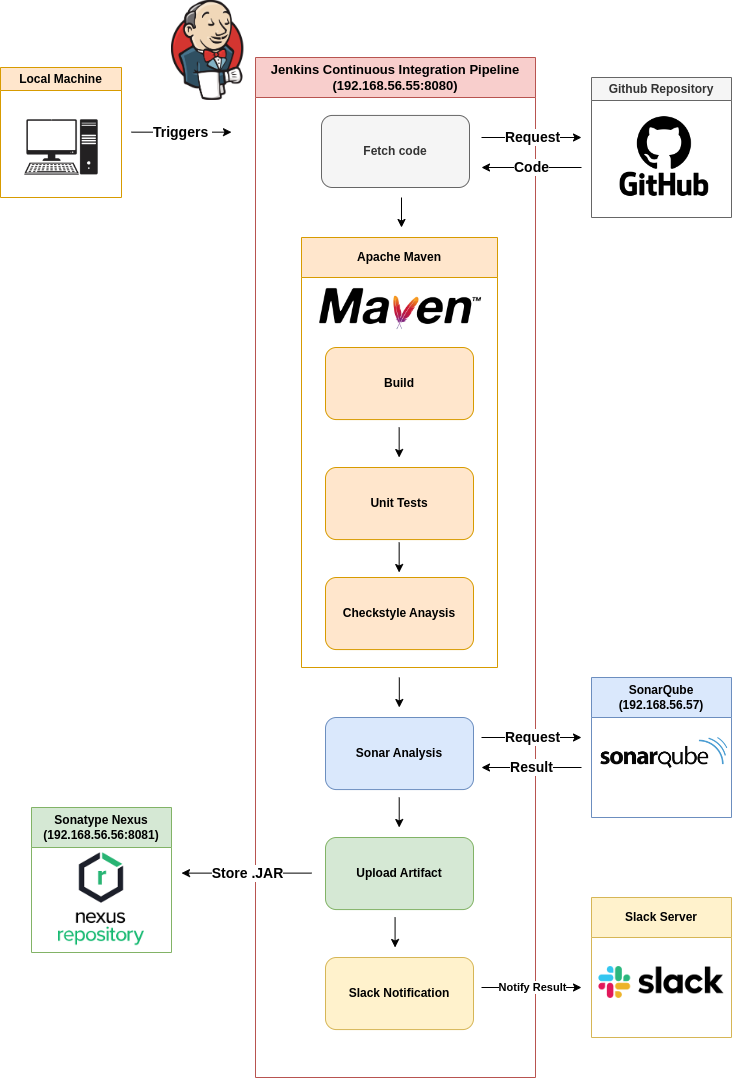 Local Machine
Triggers
Jenkins Continuous Integration Pipeline
(192.168.56.55:8080)
Fetch code
Request
Code
Github Repository
GitHub
Apache Maven
Maven™
Build
Unit Tests
Checkstyle Anaysis
Sonar Analysis
Request
Result
SonarQube
(192.168.56.57)
sonarqube
Sonatype Nexus
(192.168.56.56:8081)
r
nexus
repository
Store .JAR
Upload Artifact
Slack Notification
Notify Result
Slack Server
slack